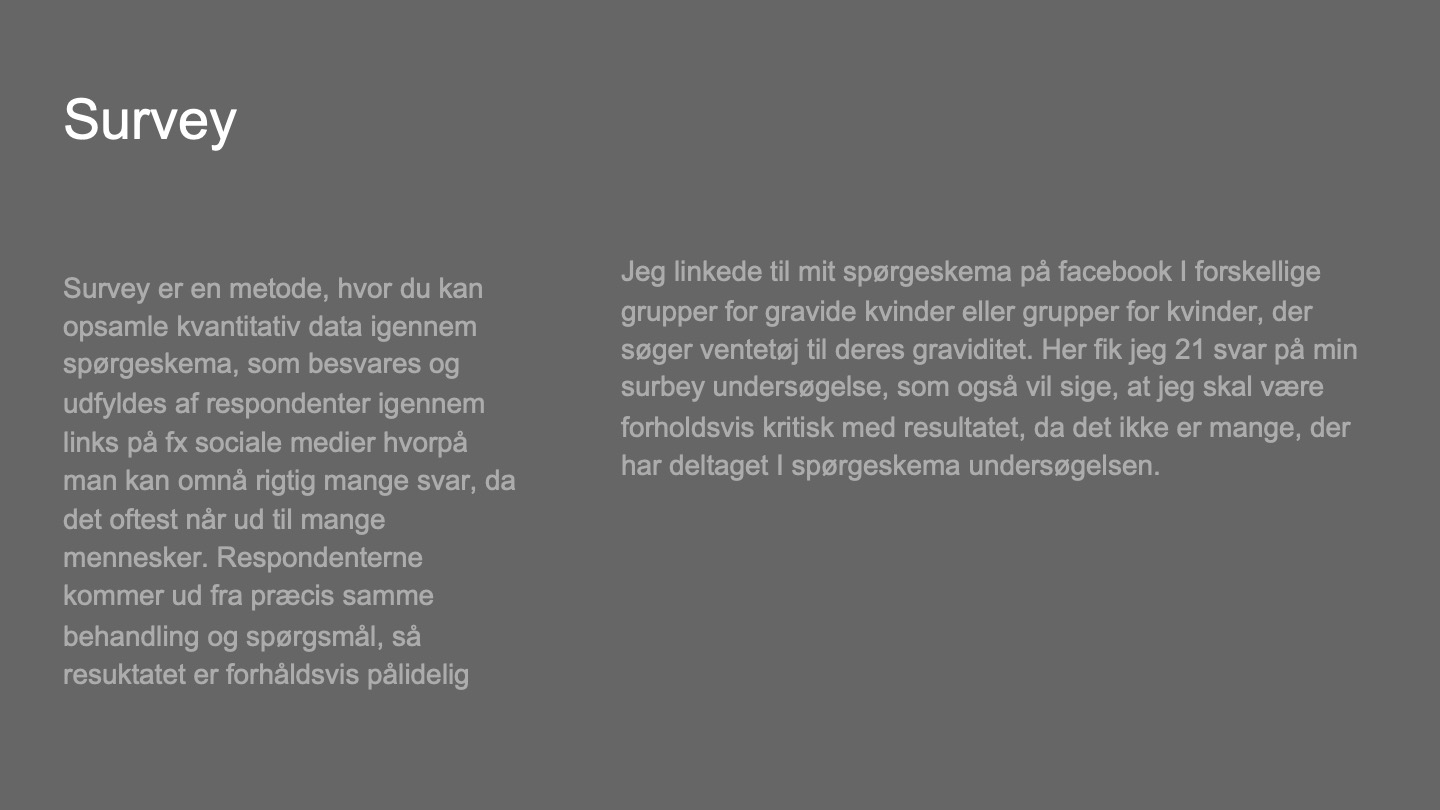 Survey
Survey er en metode, hvor du kan
opsamle kvantitativ data igennem
spørgeskema, som besvares og
udfyldes af respondenter igennem
links på fx sociale medier hvorpå
man kan omnå rigtig mange svar, da
det oftest når ud til mange
mennesker. Respondenterne
kommer ud fra præcis samme
behandling og spørgsmål, så
resuktatet er forhåldsvis pålidelig
Jeg linkede til mit spørgeskema på facebook I forskellige
grupper for gravide kvinder eller grupper for kvinder, der
søger ventetøj til deres graviditet. Her fik jeg 21 svar på min
surbey undersøgelse, som også vil sige, at jeg skal være
forholdsvis kritisk med resultatet, da det ikke er mange, der
har deltaget I spørgeskema undersøgelsen.